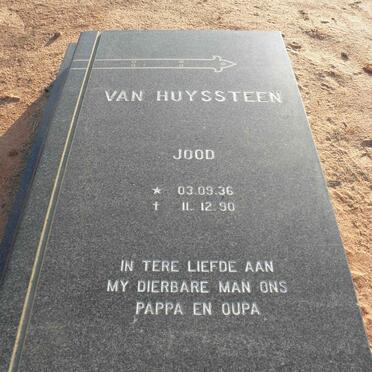 VAN HUYSSTEEN
JOOD
★ 03.09.36
† 11.12.90
IN TERE LIEFDE AAN
MY DIERBARE MAN ONS
PAPPA EN OUPA